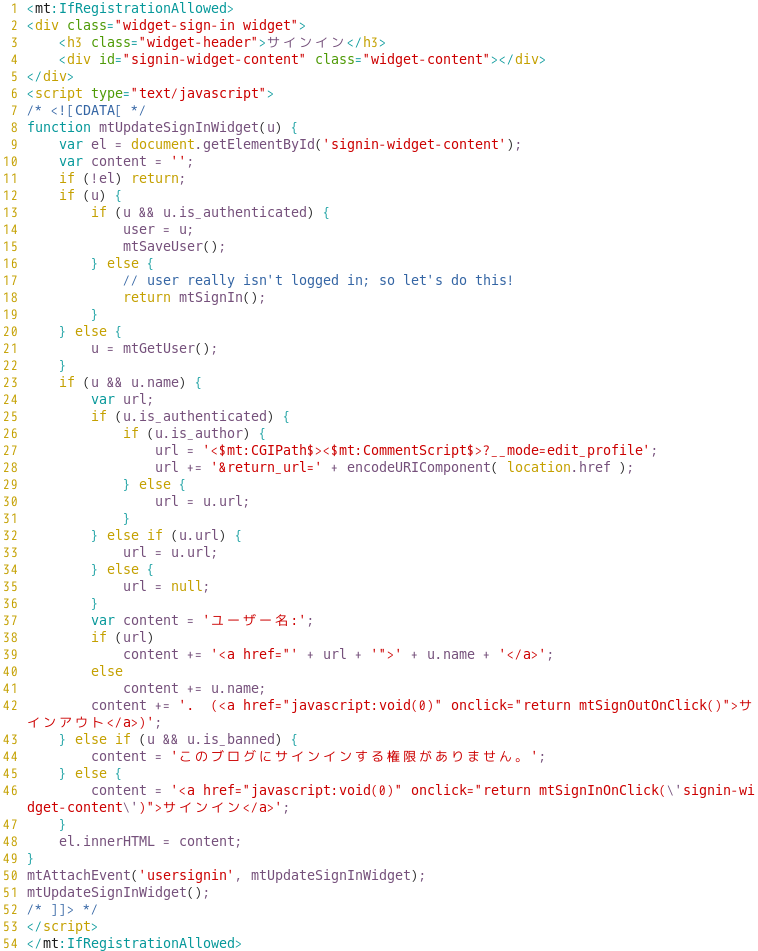 1 <mt:IfRegistrationAllowed>
2 <div class="widget-sign-in widget">
3     <h3 class="widget-header">サインイン</h3>
4     <div id="signin-widget-content" class="widget-content"></div>
5 </div>
6 <script type="text/javascript">
7 /* <![CDATA[ */
8 function mtUpdateSignInWidget(u) {
9     var el = document.getElementById('signin-widget-content');
10     var content = '';
11     if (!el) return;
12     if (u) {
13         if (u && u.is_authenticated) {
14             user = u;
15             mtSaveUser();
16         } else {
17             // user really isn't logged in; so let's do this!
18             return mtSignIn();
19         }
20     } else {
21         u = mtGetUser();
22     }
23     if (u && u.name) {
24         var url;
25         if (u.is_authenticated) {
26             if (u.is_author) {
27                 url = '<$mt:CGIPath$><$mt:CommentScript$>?__mode=edit_profile';
28                 url += '&return_url=' + encodeURIComponent( location.href );
29             } else {
30                 url = u.url;
31             }
32         } else if (u.url) {
33             url = u.url;
34         } else {
35             url = null;
36         }
37         var content = 'ユーザー名:';
38         if (url)
39             content += '<a href="' + url + '">' + u.name + '</a>';
40         else
41             content += u.name;
42         content += '.  (<a href="javascript:void(0)" onclick="return mtSignOutOnClick()">サ
インアウト</a>)';
43     } else if (u && u.is_banned) {
44         content = 'このブログにサインインする権限がありません。';
45     } else {
46         content = '<a href="javascript:void(0)" onclick="return mtSignInOnClick(\'signin-wi
dget-content\')">サインイン</a>';
47     }
48     el.innerHTML = content;
49 }
50 mtAttachEvent('usersignin', mtUpdateSignInWidget);
51 mtUpdateSignInWidget();
52 /* ]]> */
53 </script>
54 </mt:IfRegistrationAllowed>